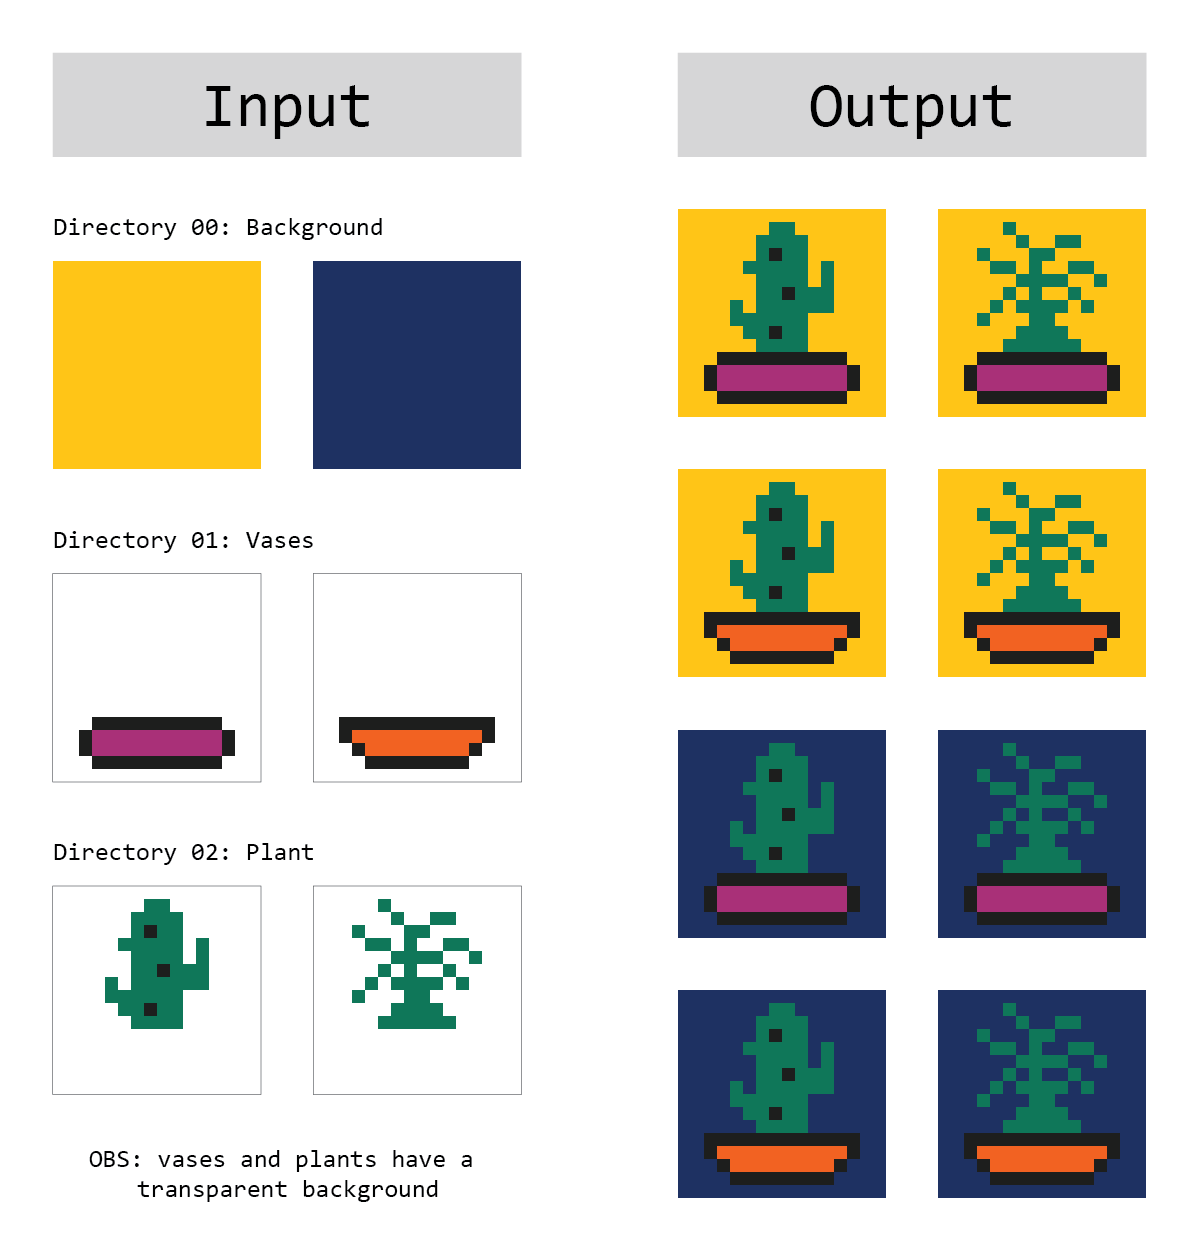 Input
Output
Directory 00: Background
Directory 01: Vases
Directory 02: Plant
OBS: vases and plants have a
transparent background